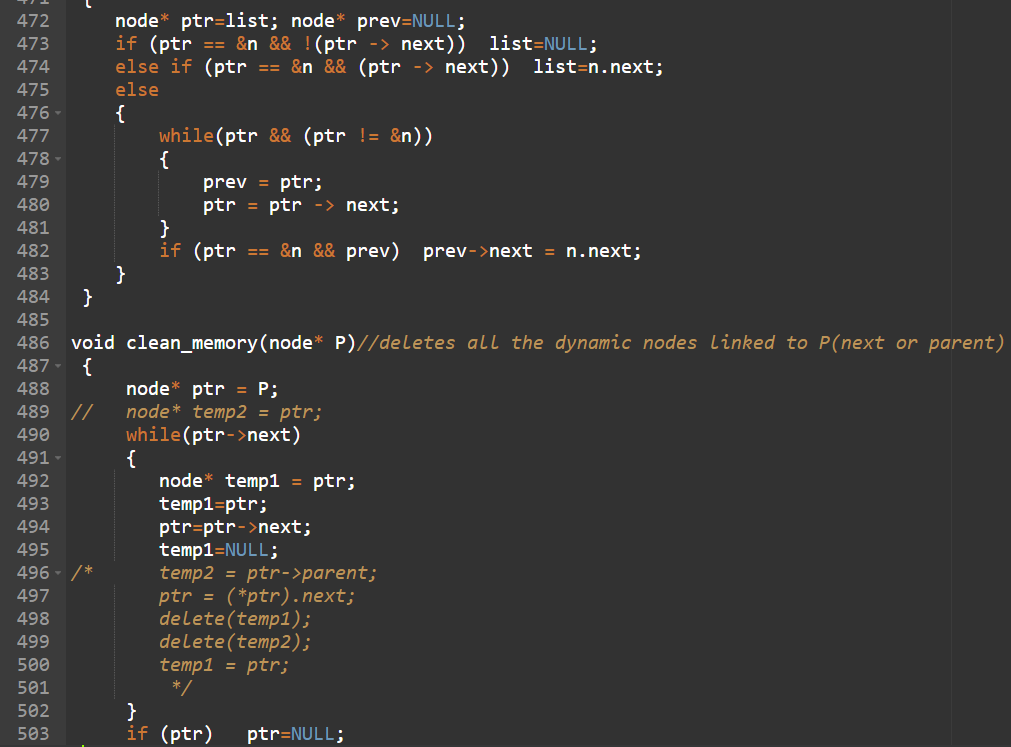 471 {
472 node* ptr=list; node* prev=NULL;
473 if (ptr == &n && !(ptr -> next)) list=NULL;
474 else if (ptr == &n && (ptr -> next)) list=n.next;
475 else
476 {
477 while(ptr && (ptr != &n))
478 {
479 prev = ptr;
480 ptr = ptr -> next;
481 }
482 if (ptr == &n && prev) prev->next = n.next;
483 }
484 }
485
486 void clean_memory(node* P)//deletes all the dynamic nodes linked to P(next or parent)
487 {
488 node* ptr = P;
489 // node* temp2 = ptr;
490 while(ptr->next)
491 {
492 node* temp1 = ptr;
493 temp1=ptr;
494 ptr=ptr->next;
495 temp1=NULL;
496 /* temp2 = ptr->parent;
497 ptr = (*ptr).next;
498 delete(temp1);
499 delete(temp2);
500 temp1 = ptr;
501 */
502 }
503 if (ptr) ptr=NULL;